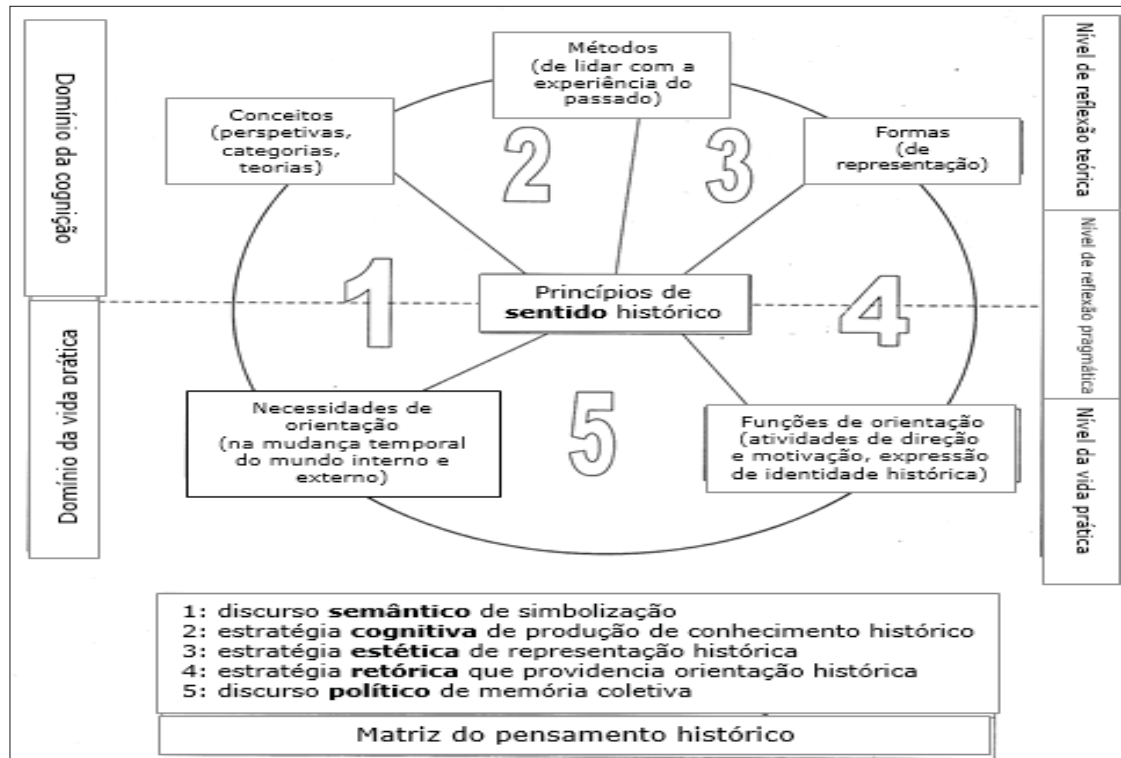 Métodos
(de lidar com a
experiência do
passado)
Conceitos
(perspetivas,
categorias,
teorias)
Formas
(de
representação)
2
3
1
4
5
Princípios de
sentido histórico
Necessidades de
orientação
(na mudança temporal
do mundo interno e
externo)
Funções de orientação
(atividades de direção
e motivação, expressão
de identidade histórica)
Domínio da cognição
Domínio da vida prática
Nível de reflexão teórica
Nível de reflexão pragmática
Nível da vida prática
1: discurso semântico de simbolização
2: estratégia cognitiva de produção de conhecimento histórico
3: estratégia estética de representação histórica
4: estratégia retórica que providencia orientação histórica
5: discurso político de memória coletiva
Matriz do pensamento histórico